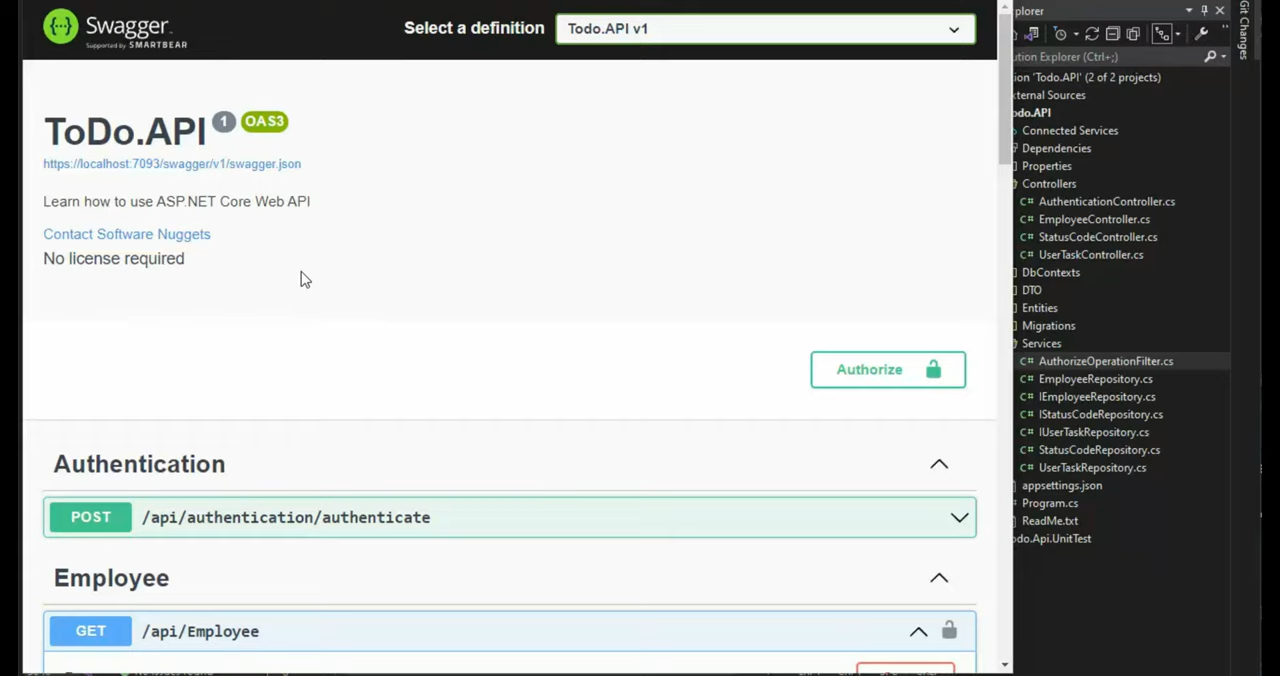 Swagger
Supported by SMARTBEAR
Select a definition
Todo.API v1
ToDo.API 1 OAS3
https://localhost:7093/swagger/v1/swagger.json
Learn how to use ASP.NET Core Web API
Contact Software Nuggets
No license required
Authorize
Authentication
POST /api/authentication/authenticate
Employee
GET /api/Employee
plorer
ution Explorer (Ctrl+;)
ion 'Todo.API' (2 of 2 projects)
xternal Sources
odo.API
Connected Services
Dependencies
Properties
Controllers
C# AuthenticationController.cs
C# EmployeeController.cs
C# StatusCodeController.cs
C# UserTaskController.cs
DbContexts
DTO
Entities
Migrations
Services
C# AuthorizeOperationFilter.cs
C# EmployeeRepository.cs
C# IEmployeeRepository.cs
C# IStatusCodeRepository.cs
C# IUserTaskRepository.cs
C# StatusCodeRepository.cs
C# UserTaskRepository.cs
appsettings.json
Program.cs
ReadMe.txt
odo.Api.UnitTest
Git Changes